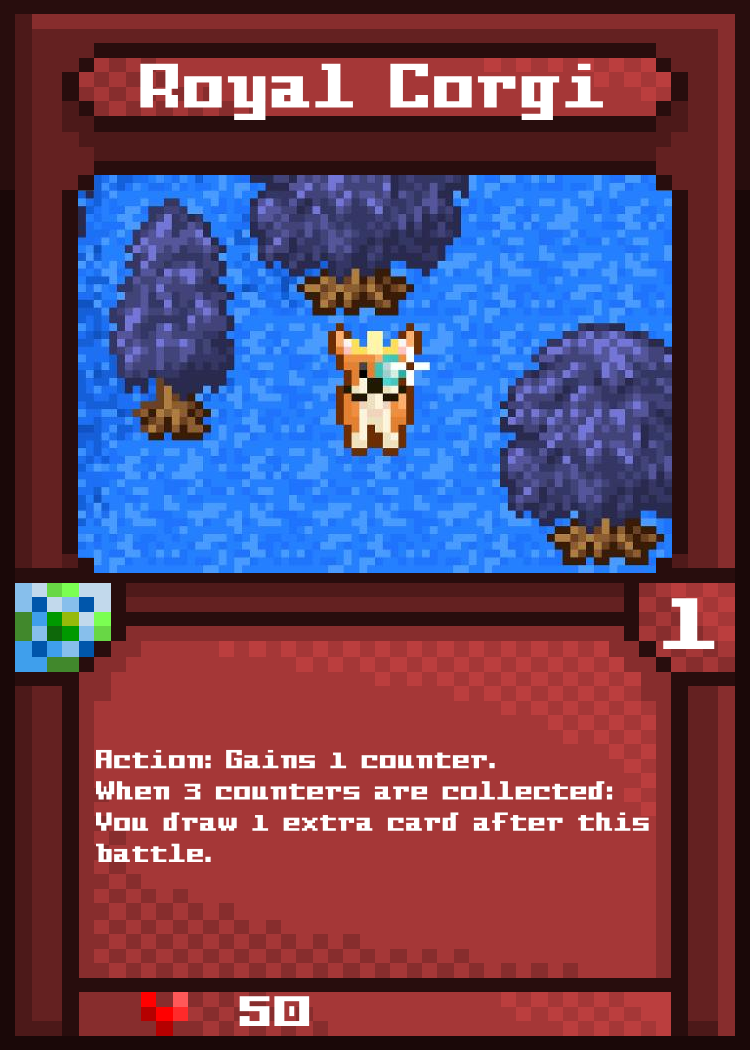 Royal Corgi
1
Action: Gains 1 counter.
When 3 counters are collected:
You draw 1 extra card after this
battle.
50